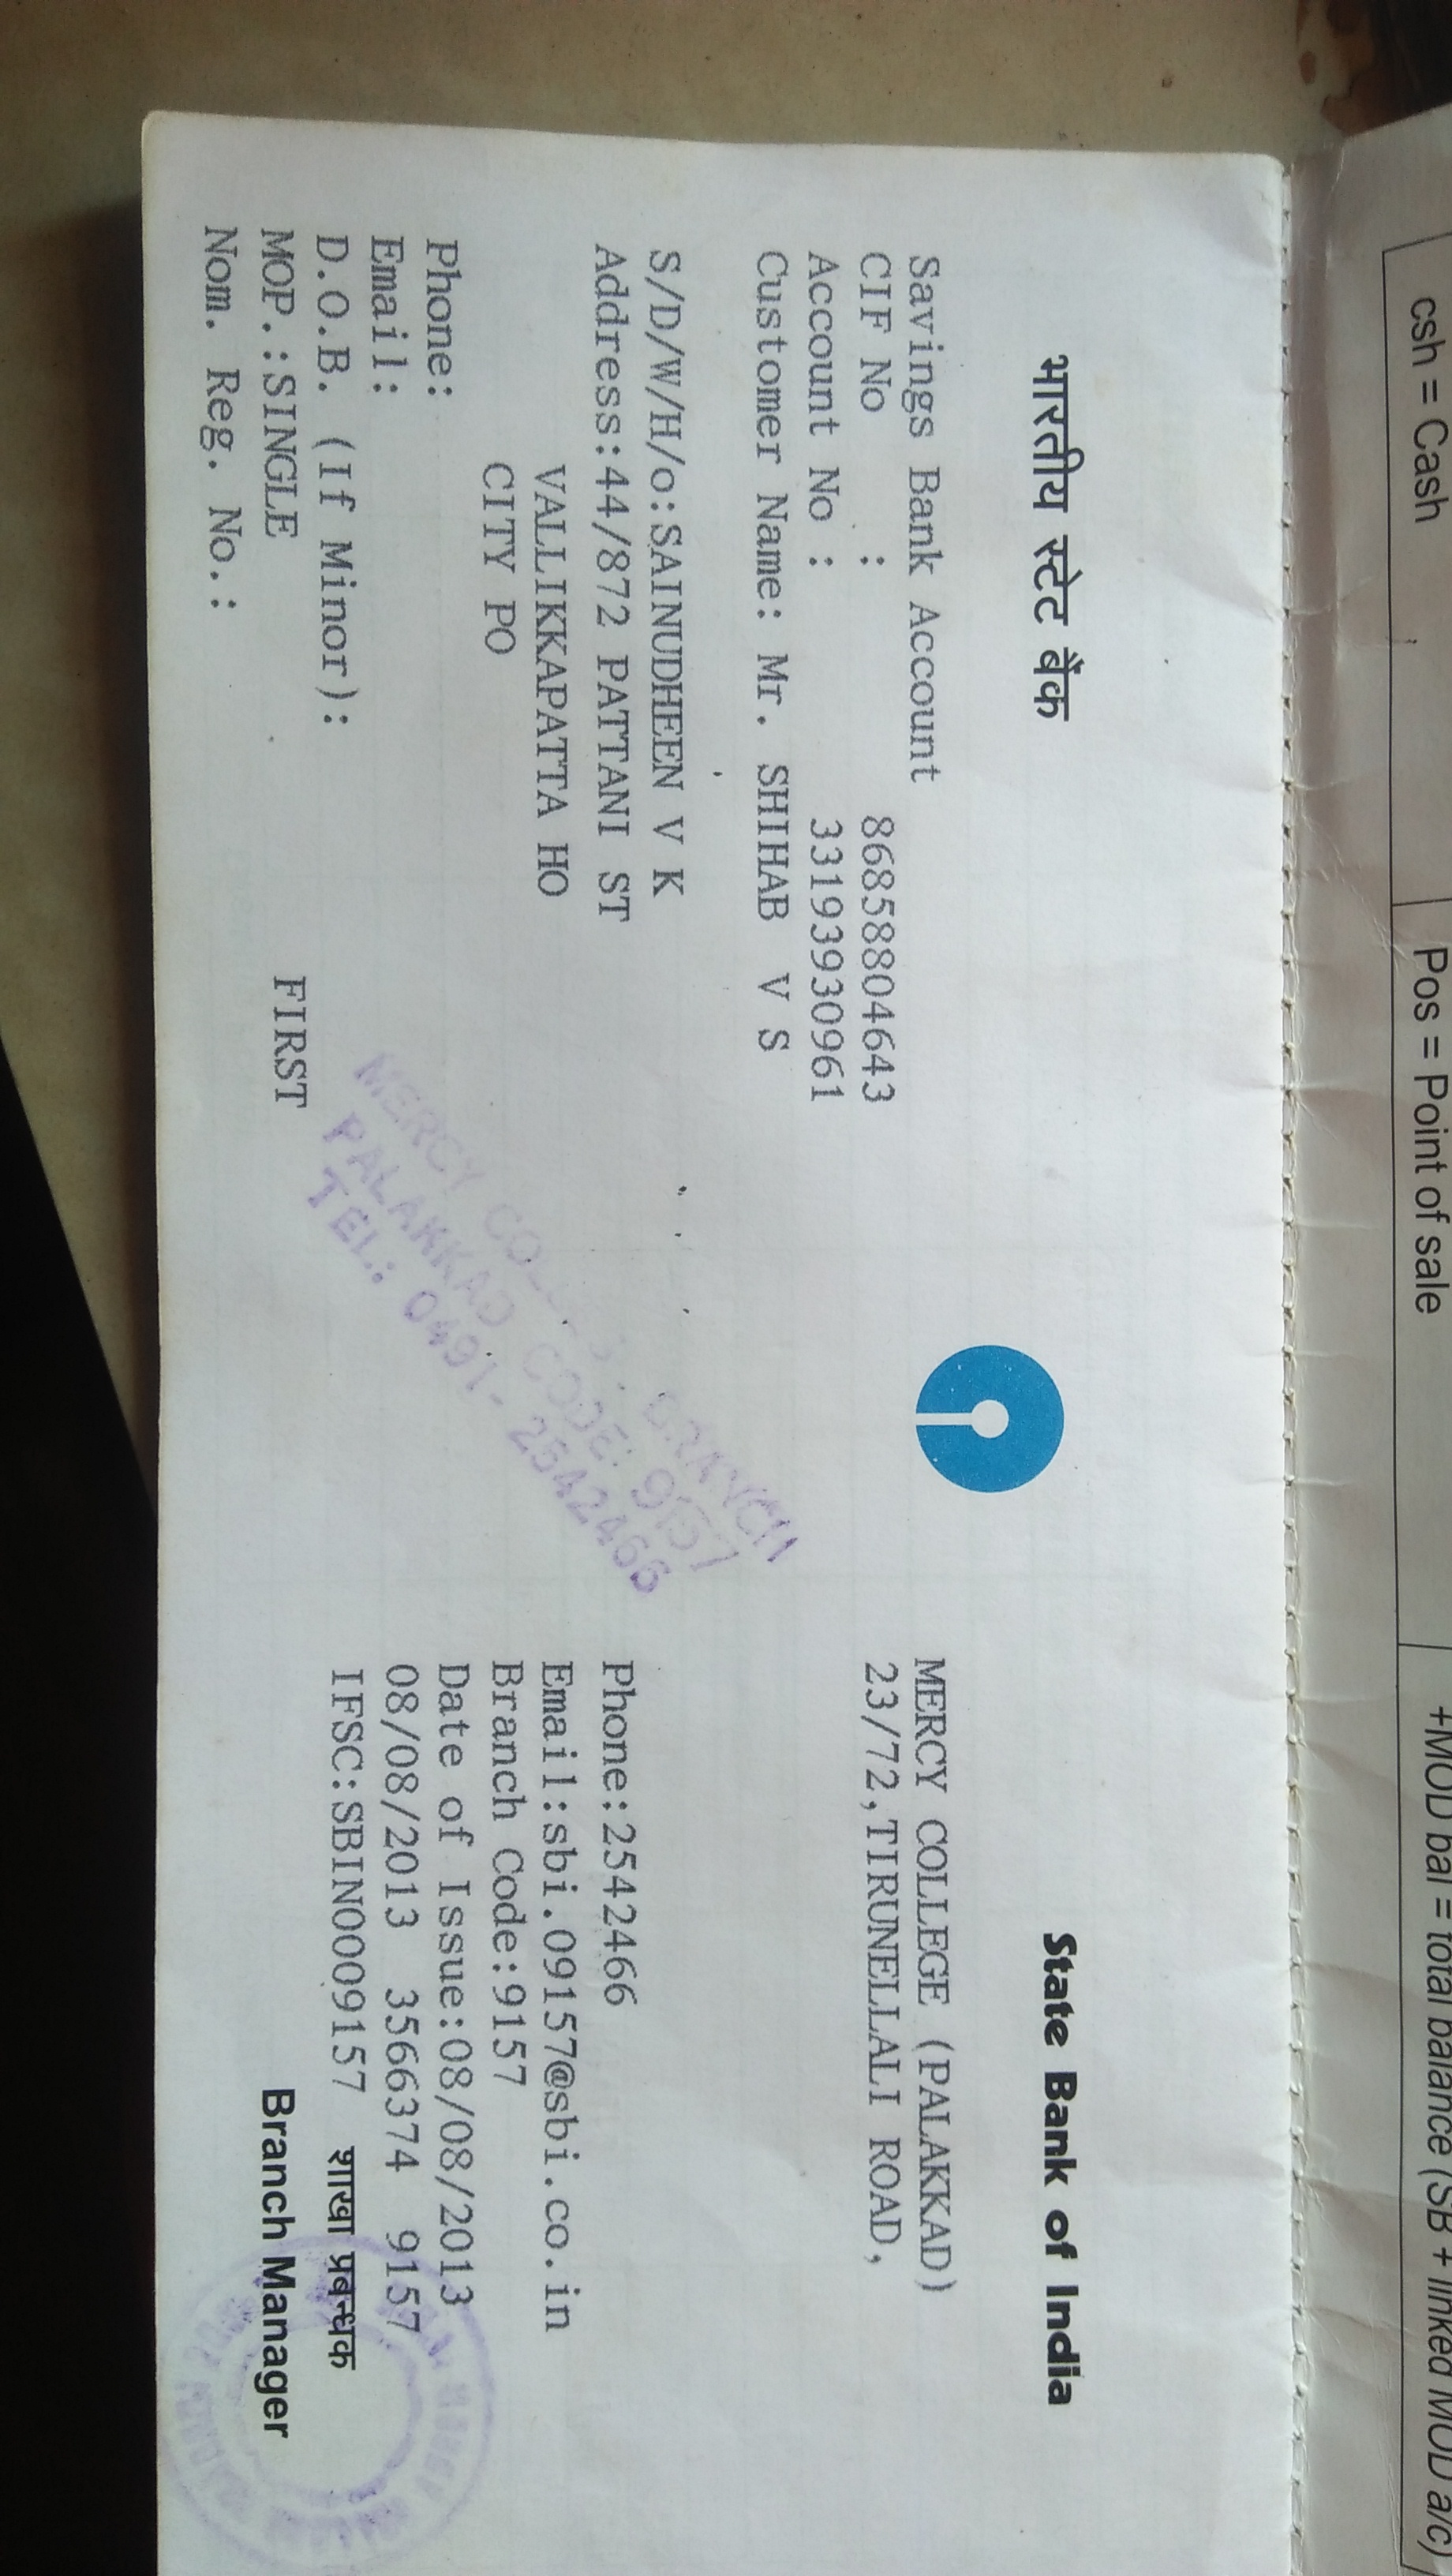 csh = Cash
Pos = Point of sale
+MOD bal = total balance (SB + linked MOD a/c)
भारतीय स्टेट बैंक
State Bank of India
Savings Bank Account
CIF No : 86858804643
Account No : 33193930961
Customer Name: Mr. SHIHAB V S
S/D/W/H/o:SAINUDHEEN V K
Address:44/872 PATTANI ST
VALLIKKAPATTA HO
CITY PO
Phone:
Email:
D.O.B. (If Minor):
MOP.:SINGLE FIRST
Nom. Reg. No.:
MERCY COLLEGE (PALAKKAD)
23/72,TIRUNELLALI ROAD,
Phone:2542466
Email:sbi.09157@sbi.co.in
Branch Code:9157
Date of Issue:08/08/2013
08/08/2013 3566374 9157
IFSC:SBIN0009157 शाखा प्रबन्धक
Branch Manager
MERCY BRANCH
PALAKKAD CODE: 9157
TEL: 0491- 2542466